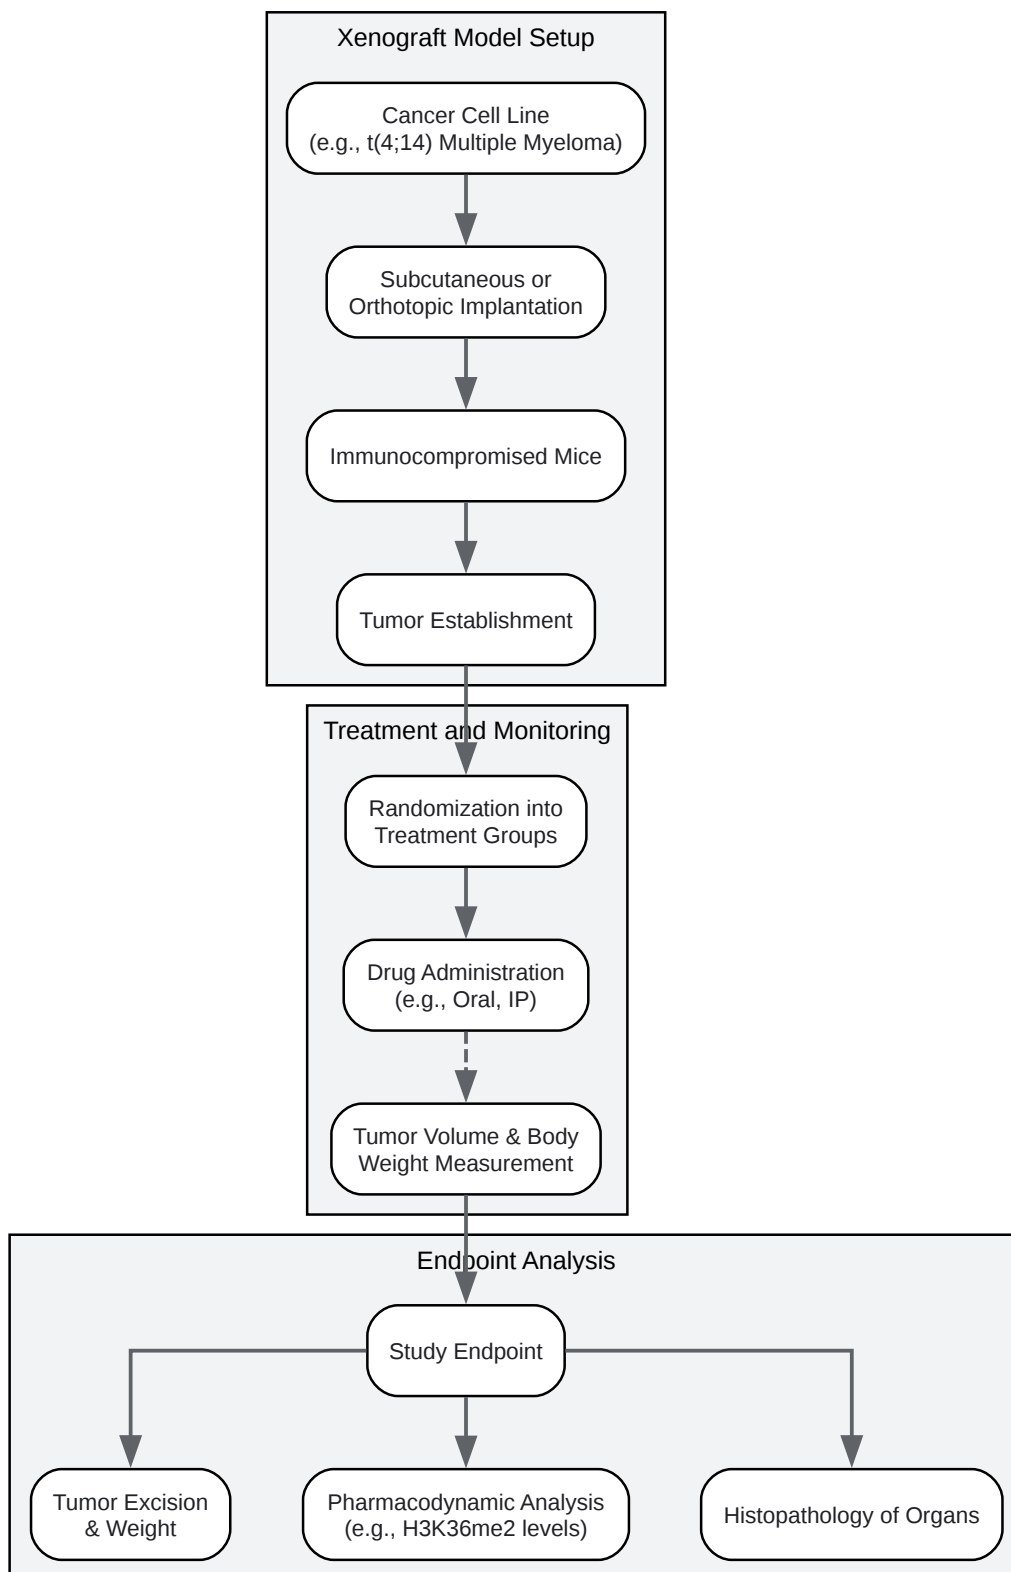 Xenograft Model Setup
Cancer Cell Line
(e.g., t(4;14) Multiple Myeloma)
Subcutaneous or
Orthotopic Implantation
Immunocompromised Mice
Tumor Establishment
Treatment and Monitoring
Randomization into
Treatment Groups
Drug Administration
(e.g., Oral, IP)
Tumor Volume & Body
Weight Measurement
Endpoint Analysis
Study Endpoint
Tumor Excision
& Weight
Pharmacodynamic Analysis
(e.g., H3K36me2 levels)
Histopathology of Organs